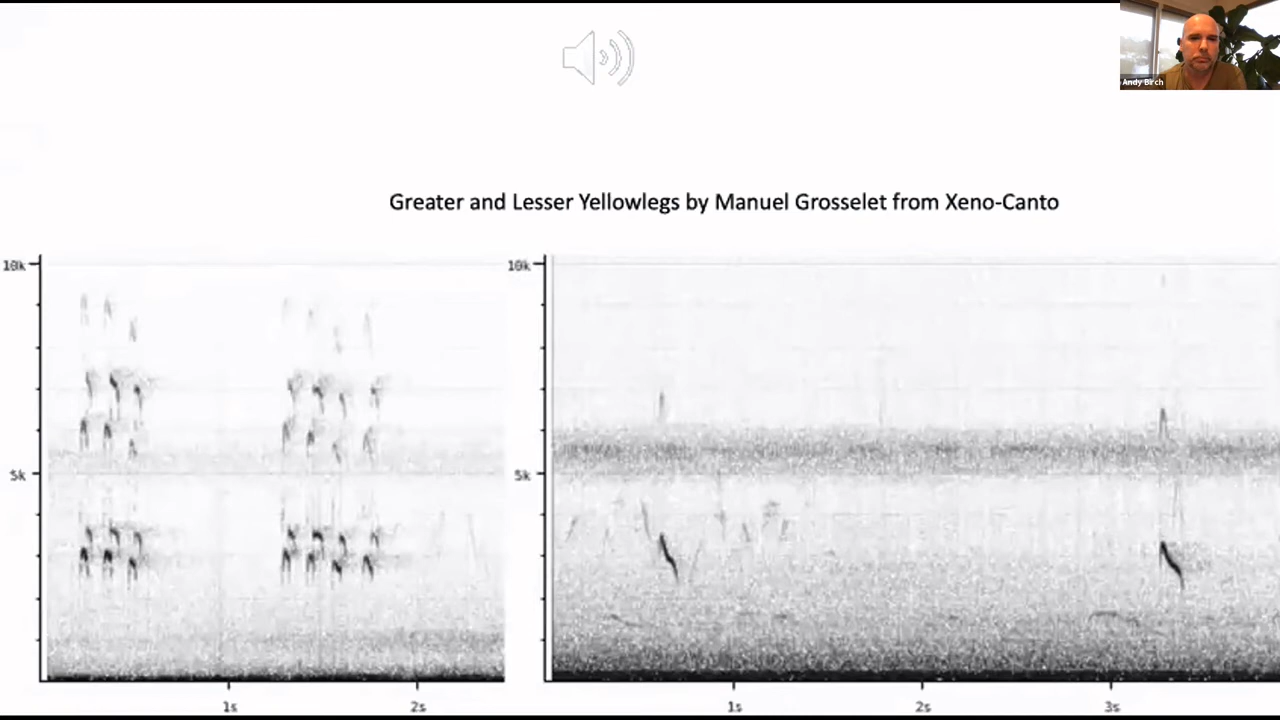 Andy Birch
Greater and Lesser Yellowlegs by Manuel Grosselet from Xeno-Canto
10k
5k
1s
2s
10k
5k
1s
2s
3s